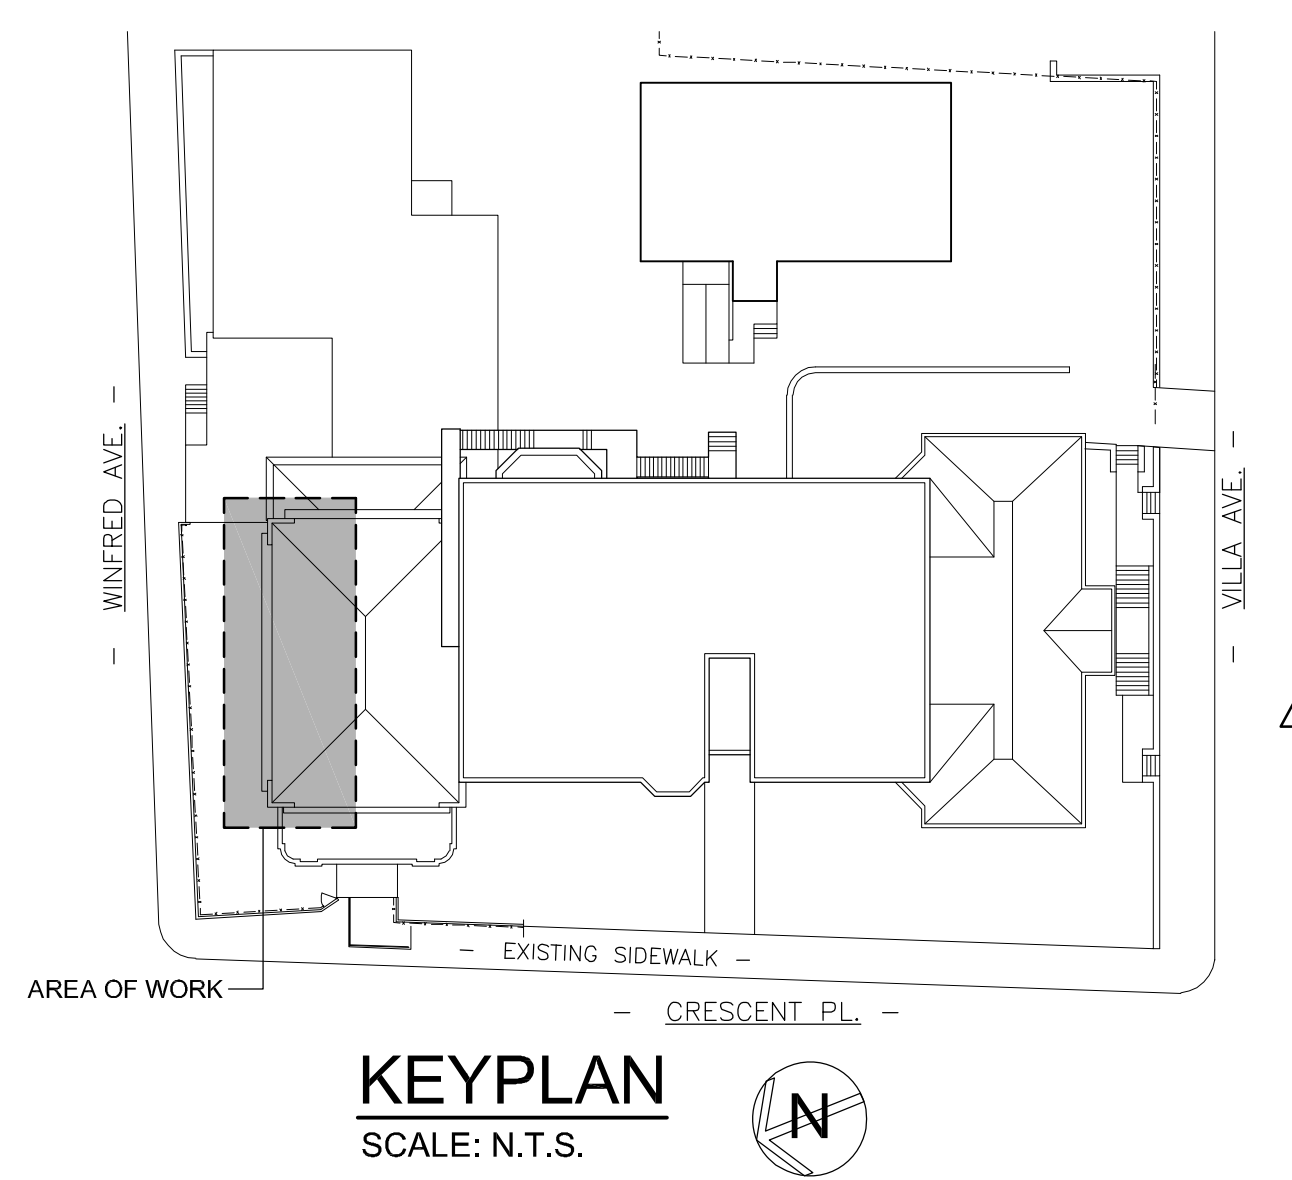 - WINFRED AVE. -
- VILLA AVE. -
- EXISTING SIDEWALK -
AREA OF WORK
- CRESCENT PL. -
KEYPLAN
SCALE: N.T.S.
N